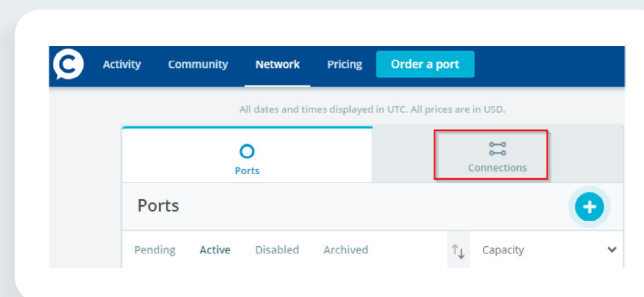 Activity Community Network Pricing Order a port
All dates and times displayed in UTC. All prices are in USD.
Ports Connections
Ports
Pending Active Disabled Archived Capacity